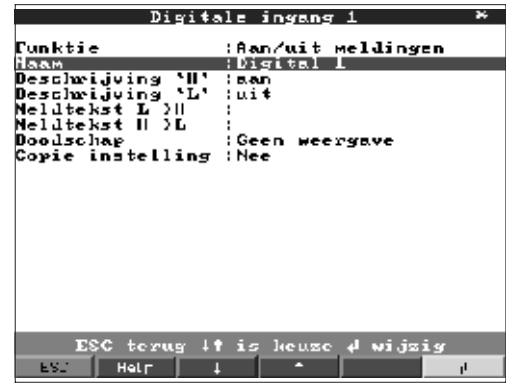 Digitale ingang 1
Funktie :Aan/uit meldingen
Naam :Digital 1
Beschrijving 'H' :aan
Beschrijving 'L' :uit
Meldtekst L >H :
Meldtekst H >L :
Boodschap :Geen weergave
Copie instelling :Nee
ESC terug ↓↑ is keuze ↲ wijzig
ESC Help ↓ ↑ ↲